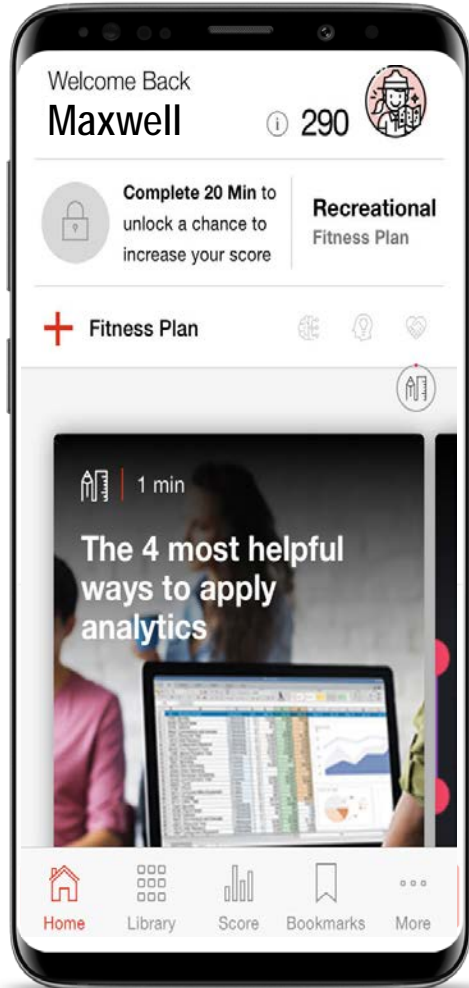 Welcome Back
Maxwell
290
Complete 20 Min to
unlock a chance to
increase your score
Recreational
Fitness Plan
Fitness Plan
1 min
The 4 most helpful
ways to apply
analytics
Home
Library
Score
Bookmarks
More